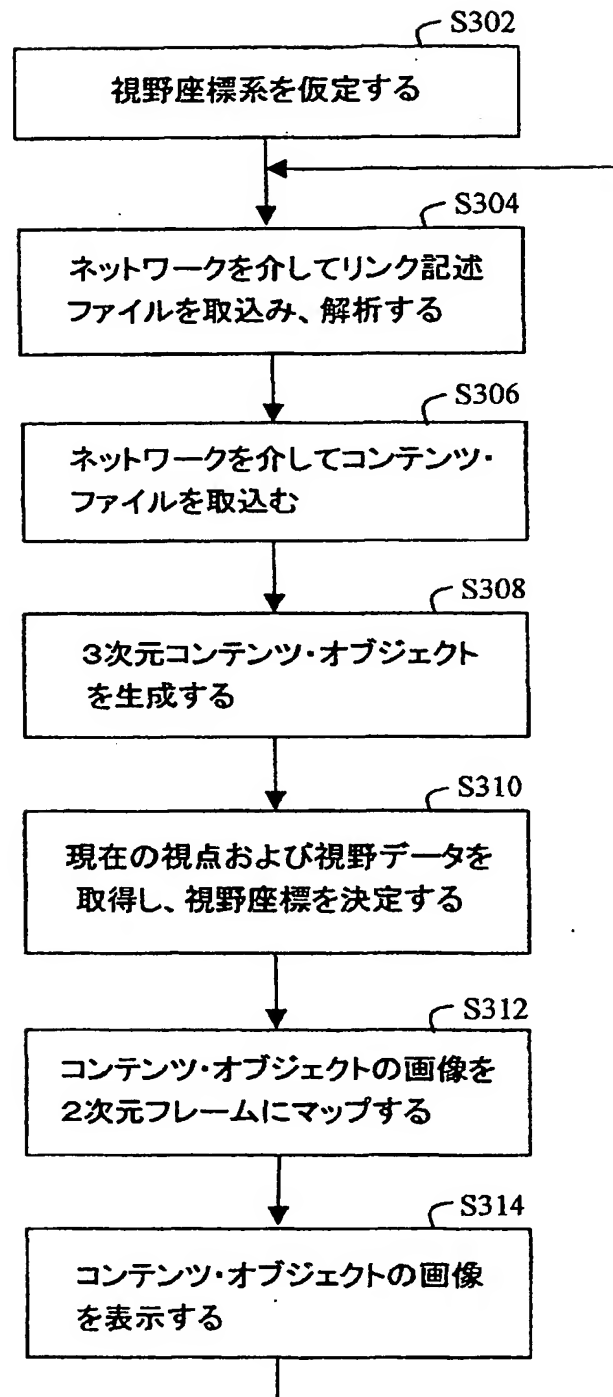 S302
視野座標系を仮定する
S304
ネットワークを介してリンク記述
ファイルを取込み、解析する
S306
ネットワークを介してコンテンツ・
ファイルを取込む
S308
3次元コンテンツ・オブジェクト
を生成する
S310
現在の視点および視野データを
取得し、視野座標を決定する
S312
コンテンツ・オブジェクトの画像を
2次元フレームにマップする
S314
コンテンツ・オブジェクトの画像
を表示する